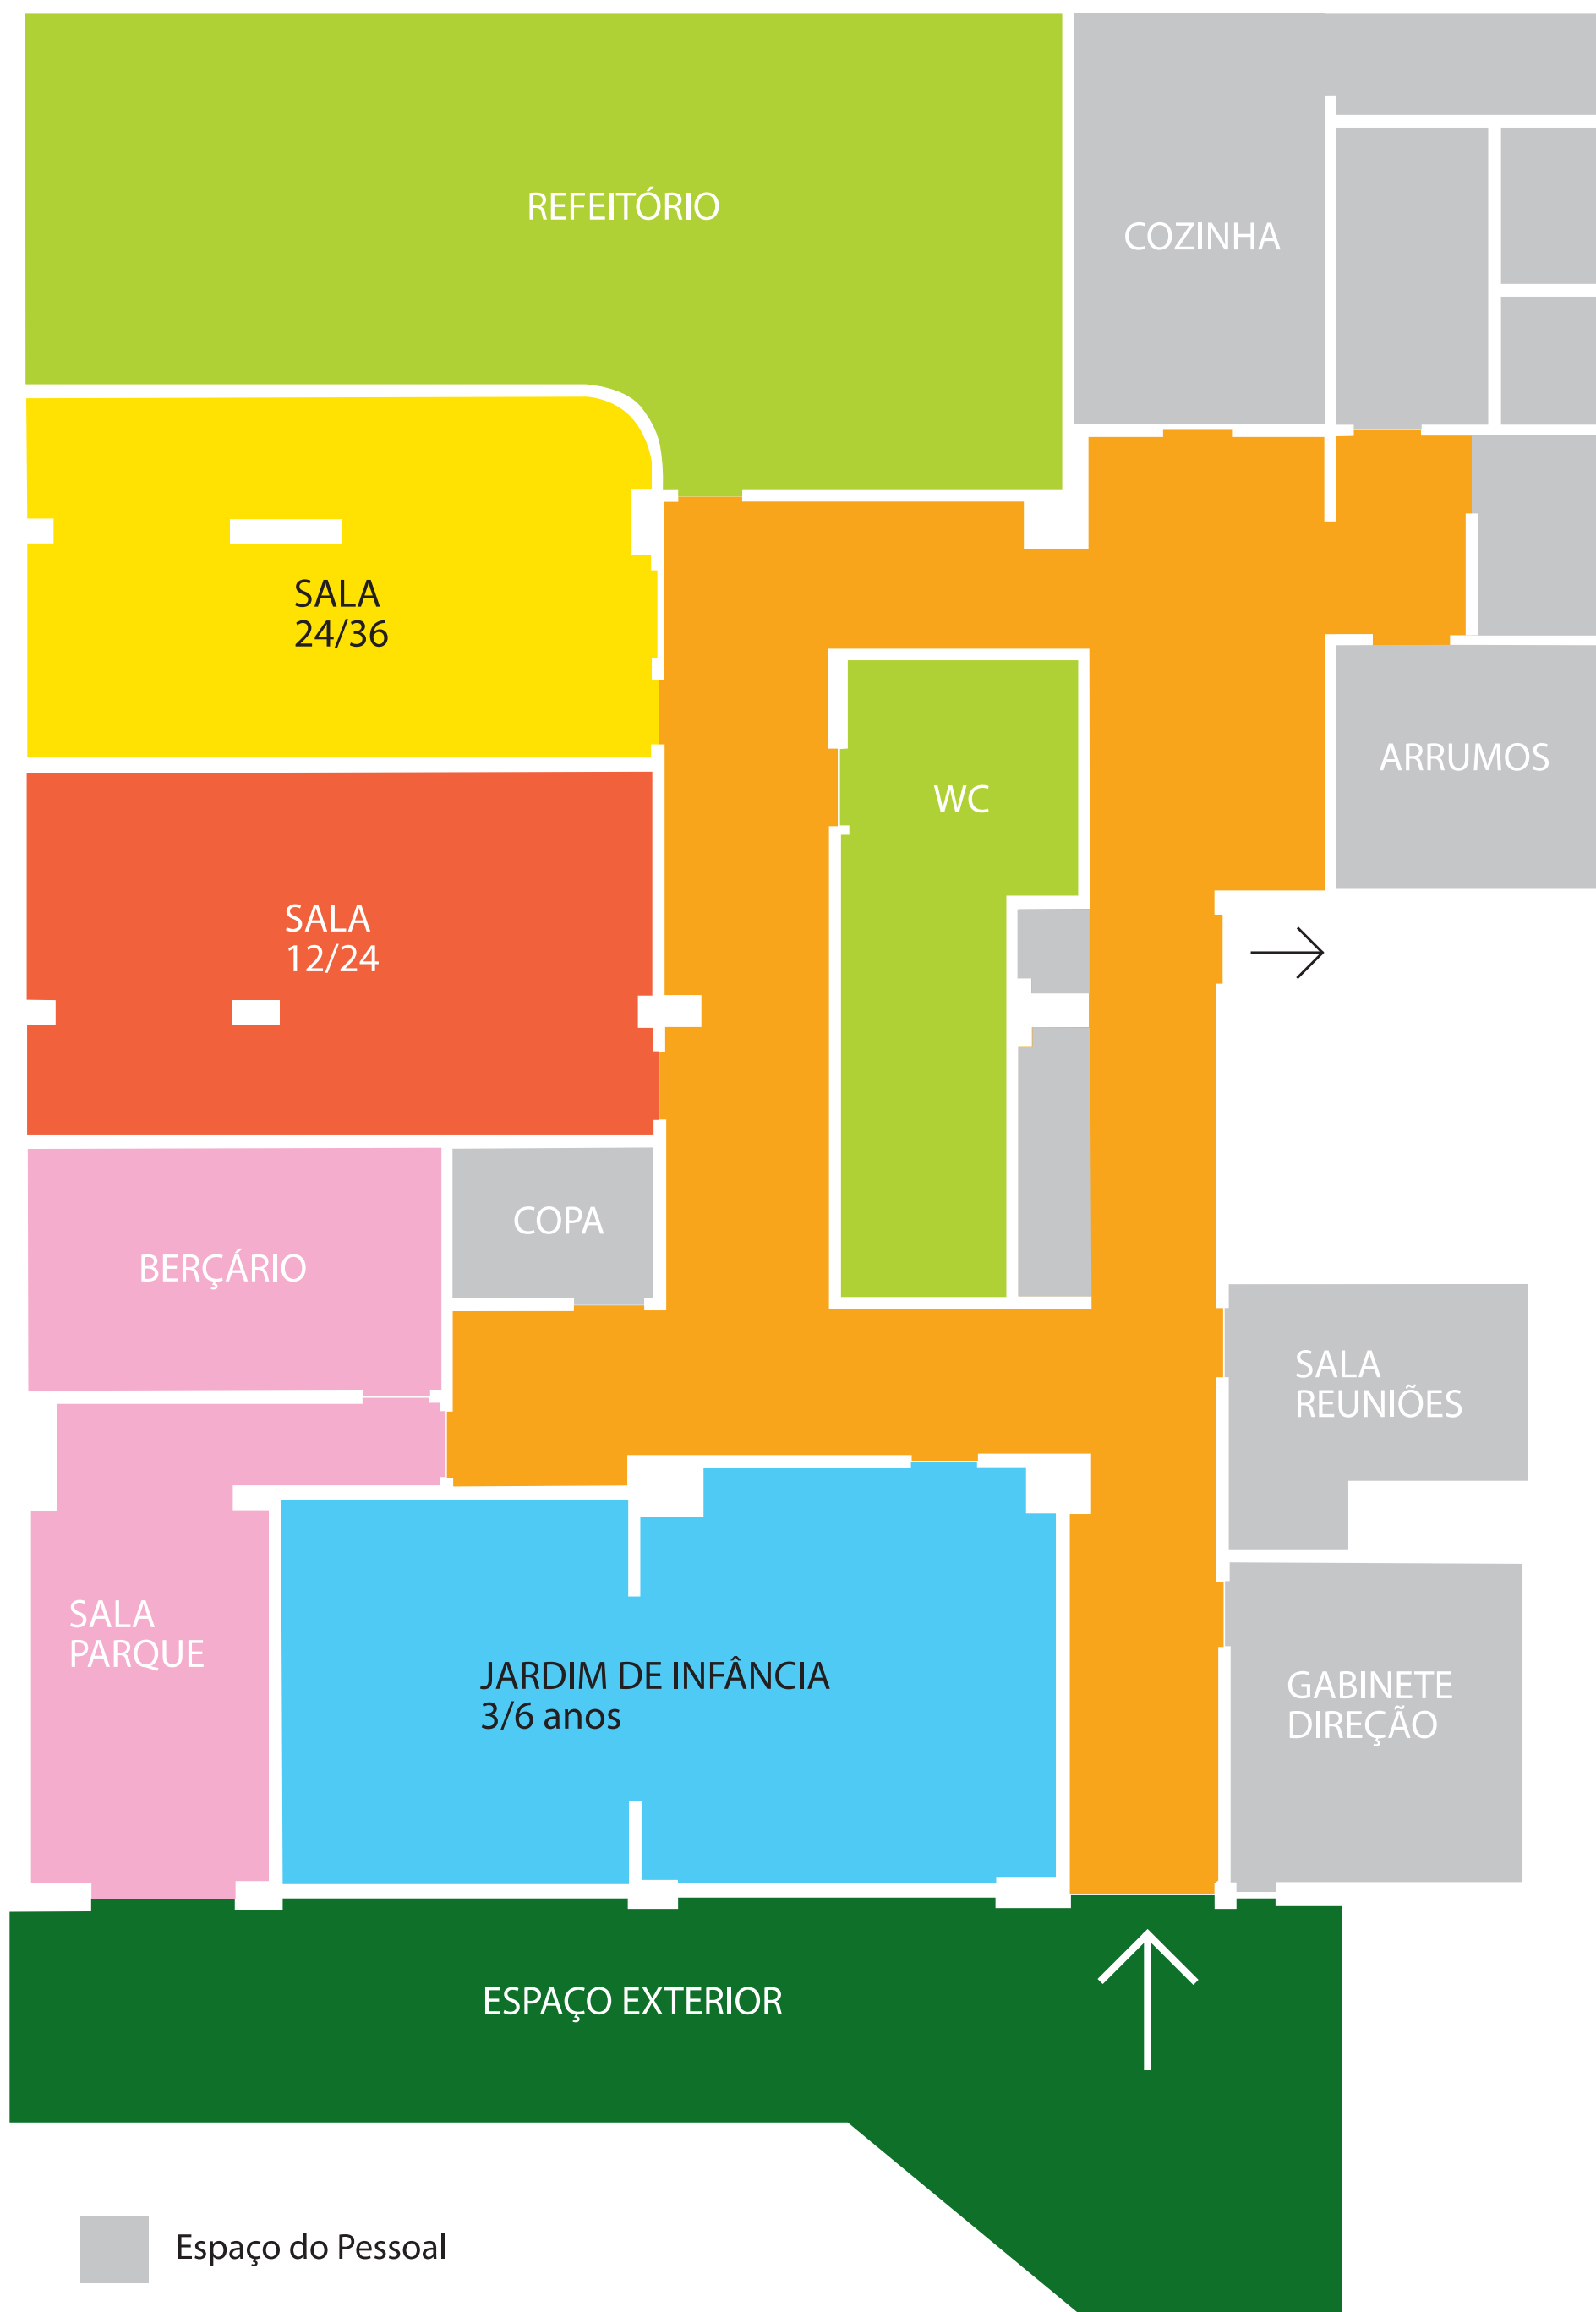 REFEITÓRIO
COZINHA
SALA
24/36
ARRUMOS
WC
SALA
12/24
COPA
BERÇÁRIO
SALA
REUNIÕES
SALA
PARQUE
JARDIM DE INFÂNCIA
3/6 anos
GABINETE
DIREÇÃO
ESPAÇO EXTERIOR
Espaço do Pessoal